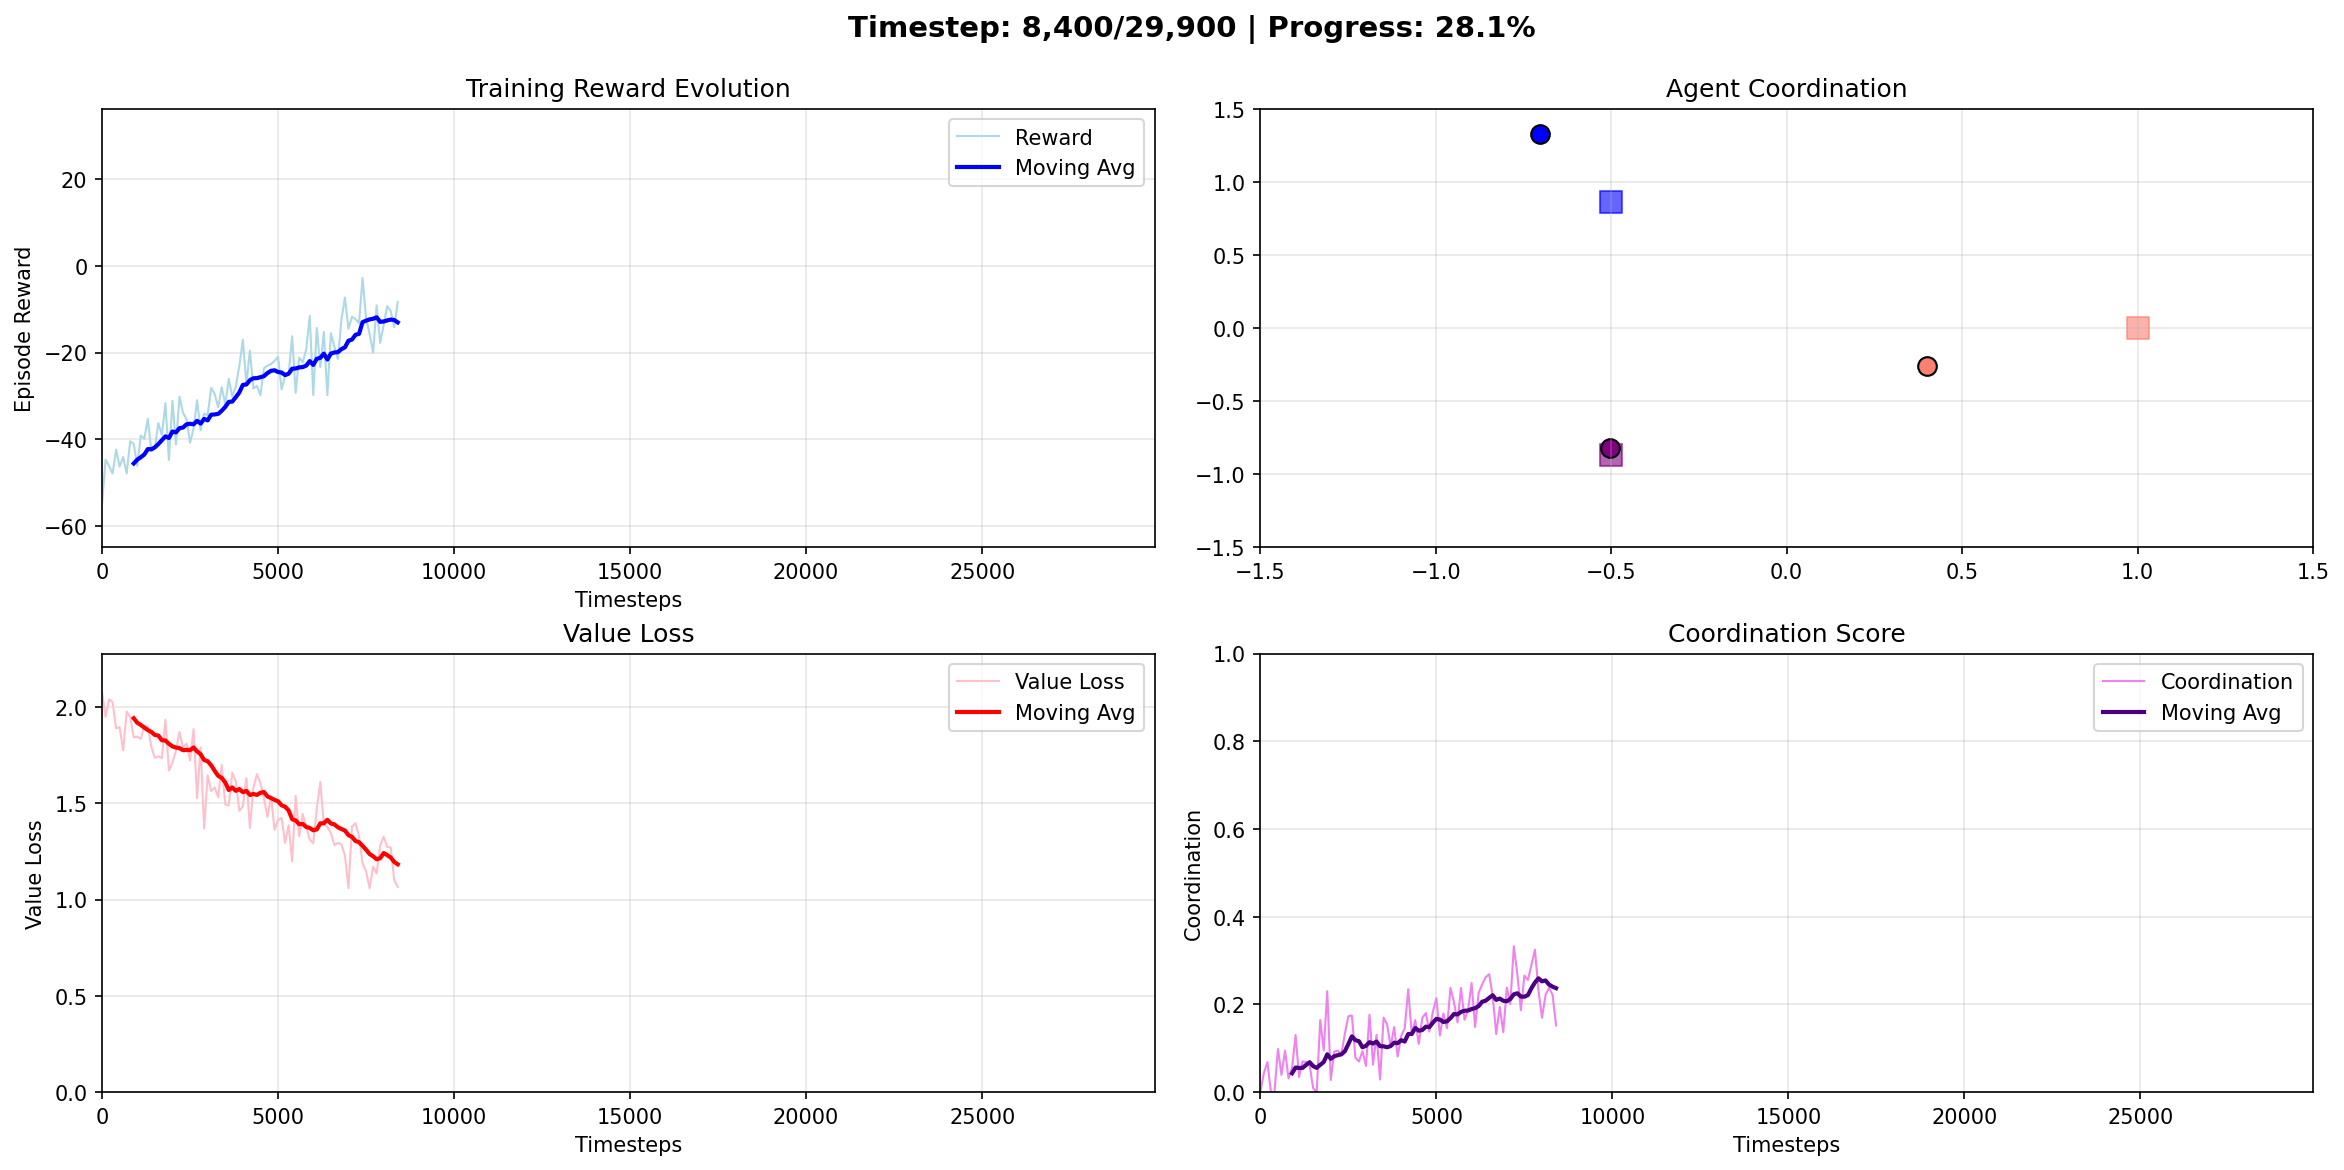 Timestep: 8,400/29,900 | Progress: 28.1%
Training Reward Evolution
Episode Reward
20
0
−20
−40
−60
Reward
Moving Avg
0 5000 10000 15000 20000 25000
Timesteps
Agent Coordination
1.5
1.0
0.5
0.0
−0.5
−1.0
−1.5
−1.5 −1.0 −0.5 0.0 0.5 1.0 1.5
Value Loss
Value Loss
2.0
1.5
1.0
0.5
0.0
Value Loss
Moving Avg
0 5000 10000 15000 20000 25000
Timesteps
Coordination Score
Coordination
1.0
0.8
0.6
0.4
0.2
0.0
Coordination
Moving Avg
0 5000 10000 15000 20000 25000
Timesteps